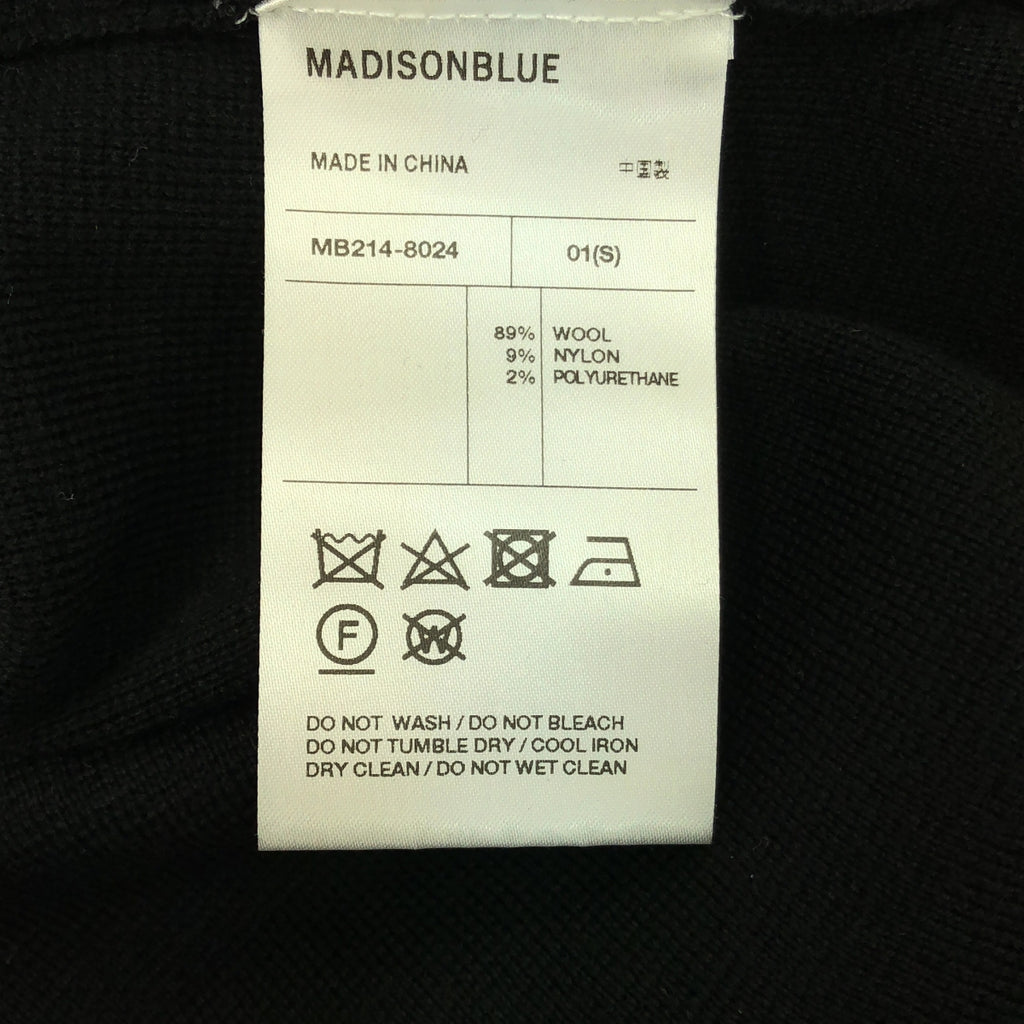 MADISONBLUE
MADE IN CHINA 中国製
MB214-8024 01(S)
89% WOOL
9% NYLON
2% POLYURETHANE
F
W
DO NOT WASH / DO NOT BLEACH
DO NOT TUMBLE DRY / COOL IRON
DRY CLEAN / DO NOT WET CLEAN